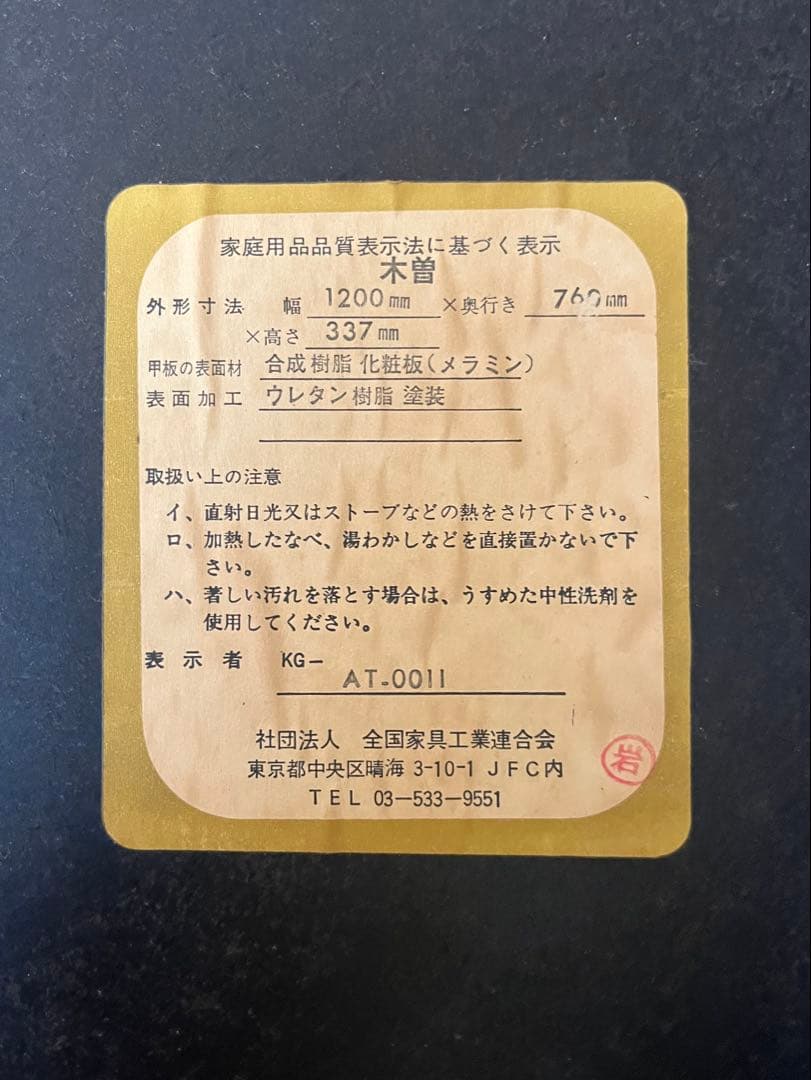 家庭用品品質表示法に基づく表示
木曽
外形寸法 幅 1200mm ×奥行き 760mm
×高さ 337mm
甲板の表面材 合成樹脂 化粧板(メラミン)
表面加工 ウレタン樹脂 塗装
取扱い上の注意
イ、直射日光又はストーブなどの熱をさけて下さい。
ロ、加熱したなべ、湯わかしなどを直接置かないで下
さい。
ハ、著しい汚れを落とす場合は、うすめた中性洗剤を
使用してください。
表示者 KG-
AT-0011
社団法人 全国家具工業連合会
東京都中央区晴海 3-10-1 JFC内
岩
TEL 03-533-9551